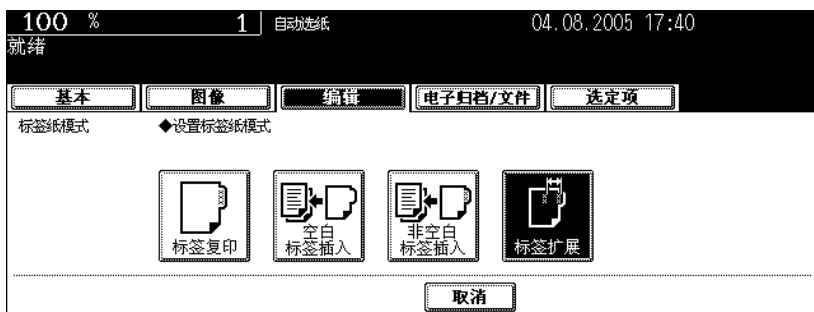 100 % 1 自动选纸 04.08.2005 17:40
就绪
基本 图像 编辑 电子归档/文件 选定项
标签纸模式 ◆设置标签纸模式
标签复印 空白标签插入 非空白标签插入 标签扩展
取消